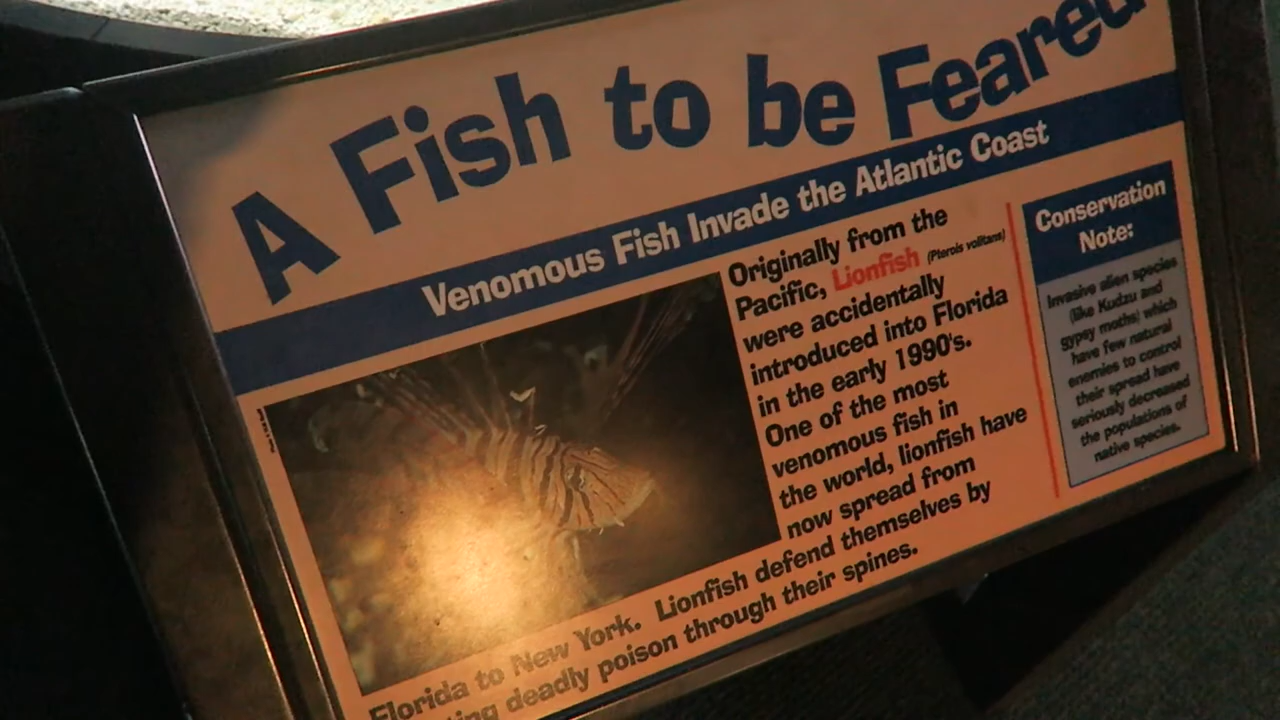 A Fish to be Feared
Venomous Fish Invade the Atlantic Coast
Originally from the
Pacific, Lionfish (Pterois volitans)
were accidentally
introduced into Florida
in the early 1990's.
One of the most
venomous fish in
the world, lionfish have
now spread from
Florida to New York. Lionfish defend themselves by
deadly poison through their spines.
Conservation
Note:
Invasive alien species
(like Kudzu and
gypsy moths) which
have few natural
enemies to control
their spread have
seriously decreased
the populations of
native species.